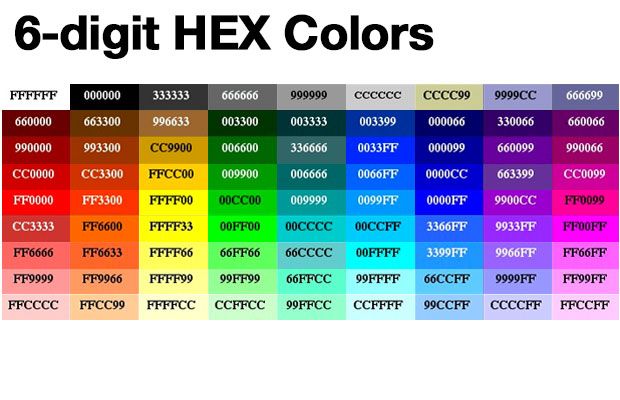 6-digit HEX Colors
FFFFFF 000000 333333 666666 999999 CCCCCC CCCC99 9999CC 666699
660000 663300 996633 003300 003333 003399 000066 330066 660066
990000 993300 CC9900 006600 336666 0033FF 000099 660099 990066
CC0000 CC3300 FFCC00 009900 006666 0066FF 0000CC 663399 CC0099
FF0000 FF3300 FFFF00 00CC00 009999 0099FF 0000FF 9900CC FF0099
CC3333 FF6600 FFFF33 00FF00 00CCCC 00CCFF 3366FF 9933FF FF00FF
FF6666 FF6633 FFFF66 66FF66 66CCCC 00FFFF 3399FF 9966FF FF66FF
FF9999 FF9966 FFFF99 99FF99 66FFCC 99FFFF 66CCFF 9999FF FF99FF
FFCCCC FFCC99 FFFFCC CCFFCC 99FFCC CCFFFF 99CCFF CCCCFF FFCCFF